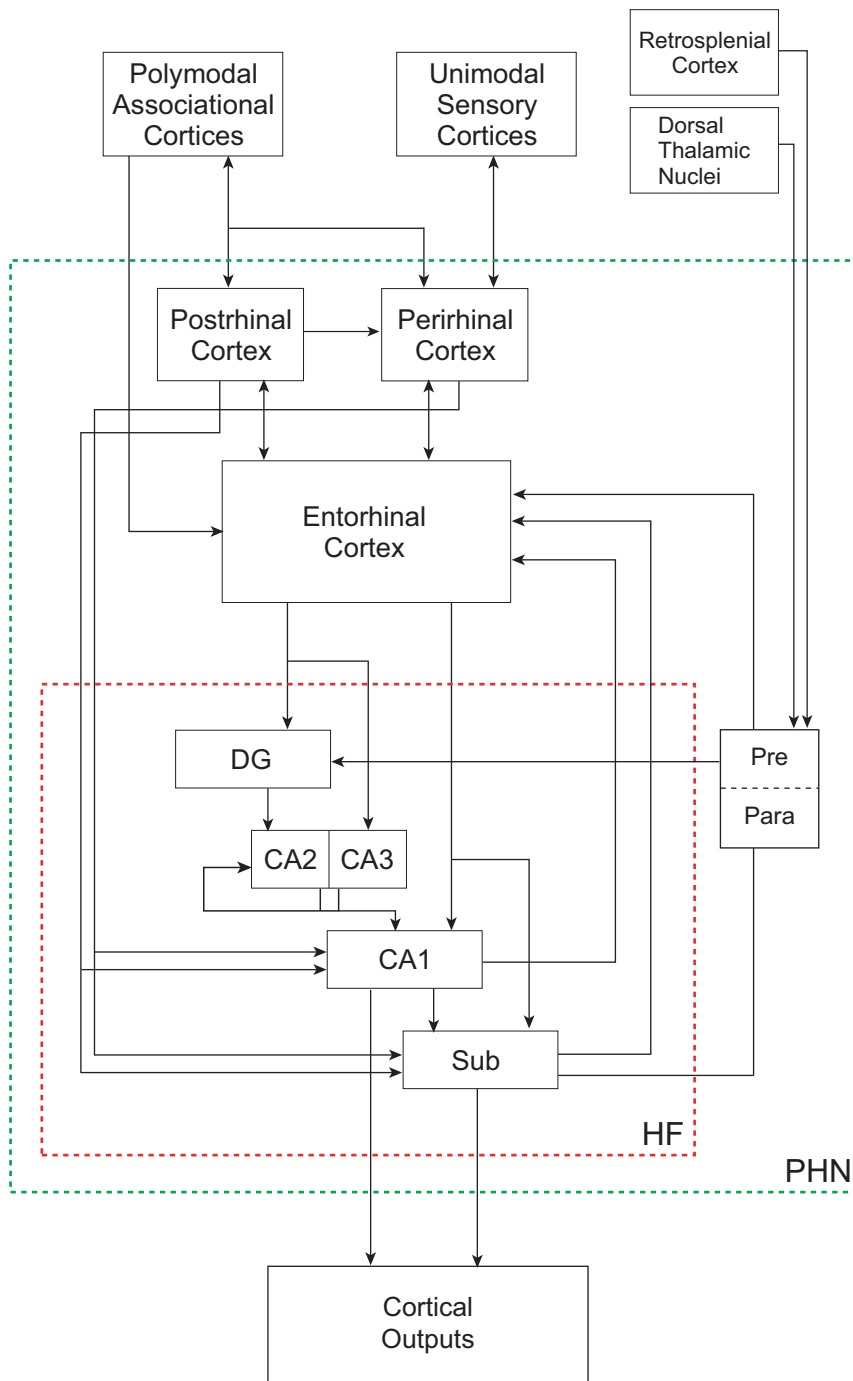 Polymodal
Associational
Cortices
Unimodal
Sensory
Cortices
Retrosplenial
Cortex
Dorsal
Thalamic
Nuclei
Postrhinal
Cortex
Perirhinal
Cortex
Entorhinal
Cortex
DG
Pre
Para
CA2
CA3
CA1
Sub
HF
PHN
Cortical
Outputs